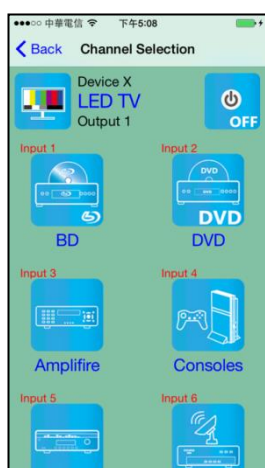 中華電信 下午5:08
Back Channel Selection
Device X
LED TV
Output 1
OFF
Input 1 Input 2
DVD
DVD
BD DVD
Input 3 Input 4
Amplifire Consoles
Input 5 Input 6